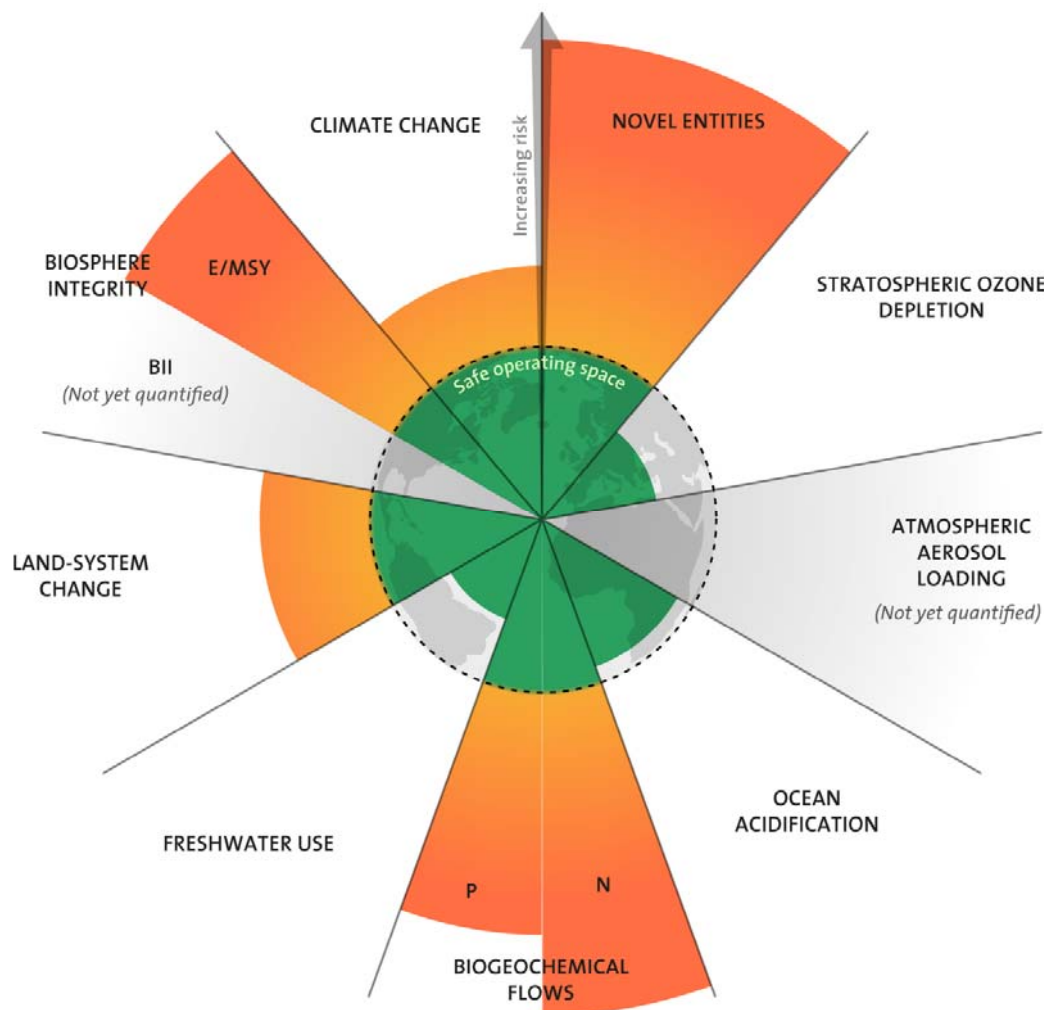 CLIMATE CHANGE
Increasing risk
NOVEL ENTITIES
BIOSPHERE
INTEGRITY
E/MSY
STRATOSPHERIC OZONE
DEPLETION
BII
(Not yet quantified)
Safe operating space
LAND-SYSTEM
CHANGE
ATMOSPHERIC
AEROSOL
LOADING
(Not yet quantified)
FRESHWATER USE
OCEAN
ACIDIFICATION
P
N
BIOGEOCHEMICAL
FLOWS